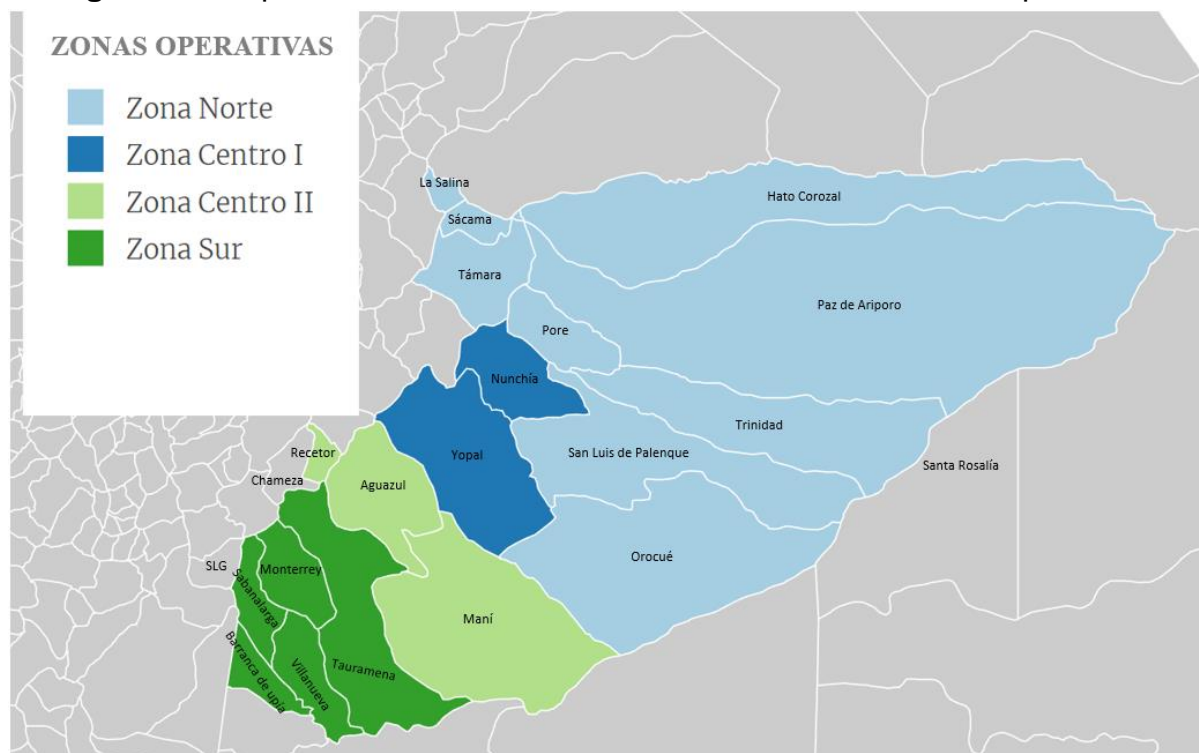 ZONAS OPERATIVAS
Zona Norte
Zona Centro I
Zona Centro II
Zona Sur
La Salina
Hato Corozal
Sácama
Támara
Paz de Ariporo
Pore
Nunchía
Trinidad
San Luis de Palenque
Recetor
Yopal
Santa Rosalía
Chameza
Aguazul
Orocué
SLG
Monterrey
Sabanalarga
Maní
Tauramena
Villanueva
Barranca de upía